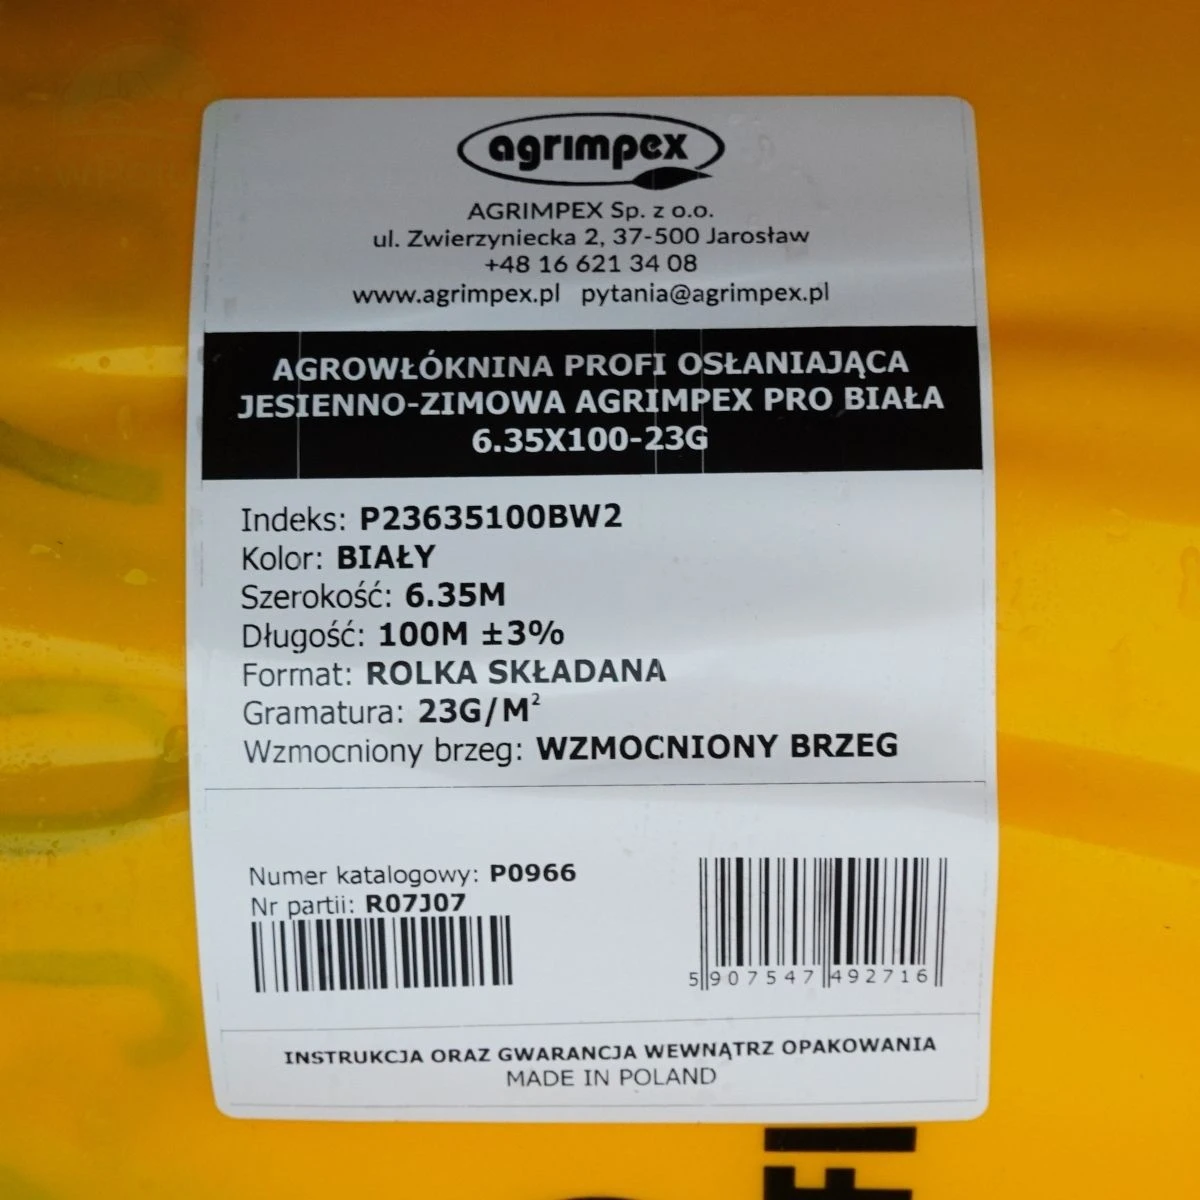 agrimpex
AGRIMPEX Sp. z o.o.
ul. Zwierzyniecka 2, 37-500 Jarosław
+48 16 621 34 08
www.agrimpex.pl pytania@agrimpex.pl
AGROWŁÓKNINA PROFI OSŁANIAJĄCA
JESIENNO-ZIMOWA AGRIMPEX PRO BIAŁA
6.35X100-23G
Indeks: P23635100BW2
Kolor: BIAŁY
Szerokość: 6.35M
Długość: 100M ±3%
Format: ROLKA SKŁADANA
Gramatura: 23G/M²
Wzmocniony brzeg: WZMOCNIONY BRZEG
Numer katalogowy: P0966
Nr partii: R07J07
5 907547 492716
INSTRUKCJA ORAZ GWARANCJA WEWNĄTRZ OPAKOWANIA
MADE IN POLAND